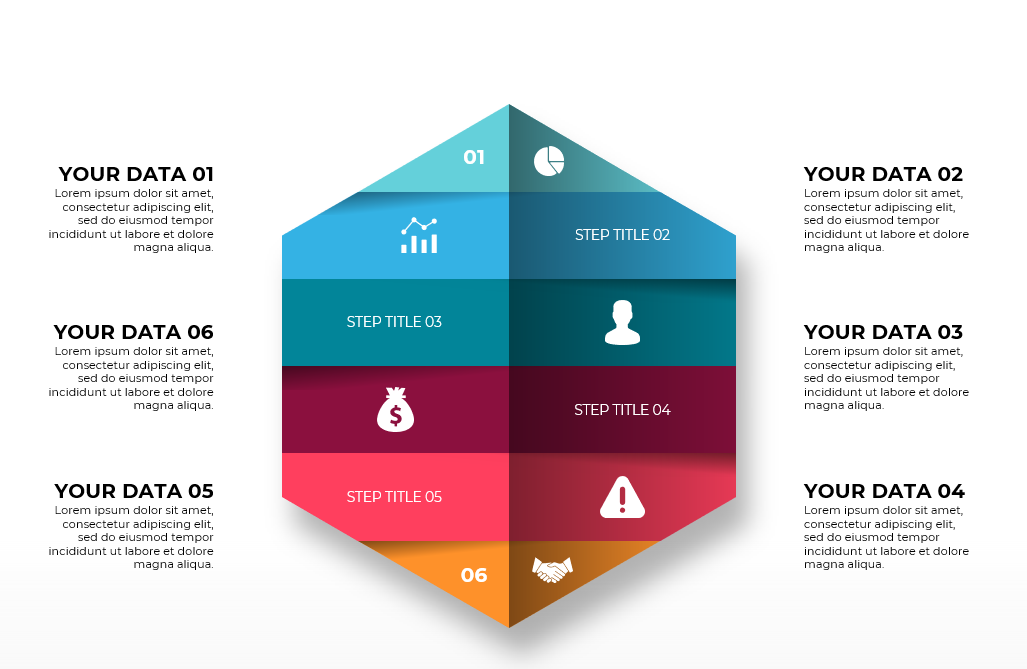 YOUR DATA 01
Lorem ipsum dolor sit amet,
consectetur adipiscing elit,
sed do eiusmod tempor
incididunt ut labore et dolore
magna aliqua.
YOUR DATA 06
Lorem ipsum dolor sit amet,
consectetur adipiscing elit,
sed do eiusmod tempor
incididunt ut labore et dolore
magna aliqua.
YOUR DATA 05
Lorem ipsum dolor sit amet,
consectetur adipiscing elit,
sed do eiusmod tempor
incididunt ut labore et dolore
magna aliqua.
01
STEP TITLE 02
STEP TITLE 03
$
STEP TITLE 04
STEP TITLE 05
06
YOUR DATA 02
Lorem ipsum dolor sit amet,
consectetur adipiscing elit,
sed do eiusmod tempor
incididunt ut labore et dolore
magna aliqua.
YOUR DATA 03
Lorem ipsum dolor sit amet,
consectetur adipiscing elit,
sed do eiusmod tempor
incididunt ut labore et dolore
magna aliqua.
YOUR DATA 04
Lorem ipsum dolor sit amet,
consectetur adipiscing elit,
sed do eiusmod tempor
incididunt ut labore et dolore
magna aliqua.